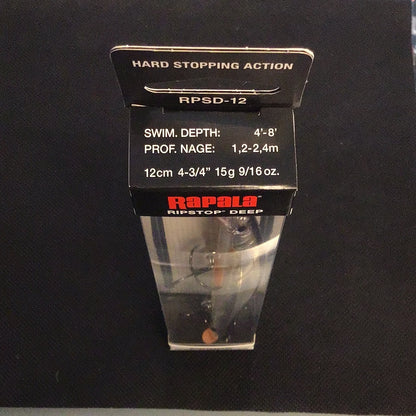 HARD STOPPING ACTION
RPSD-12
SWIM. DEPTH: 4'-8'
PROF. NAGE: 1,2-2,4m
12cm 4-3/4" 15g 9/16 oz.
Rapala
RIPSTOP® DEEP